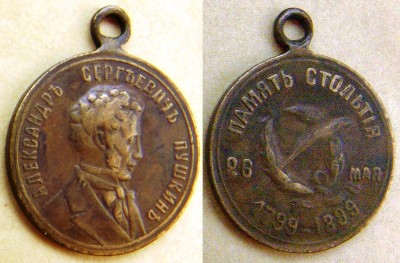 АЛЕКСАНДРЪ СЕРГѢЕВИЧЪ ПУШКИНЪ
ПАМЯТЬ СТОЛѢТІЯ
26 МАЯ
1799-1899